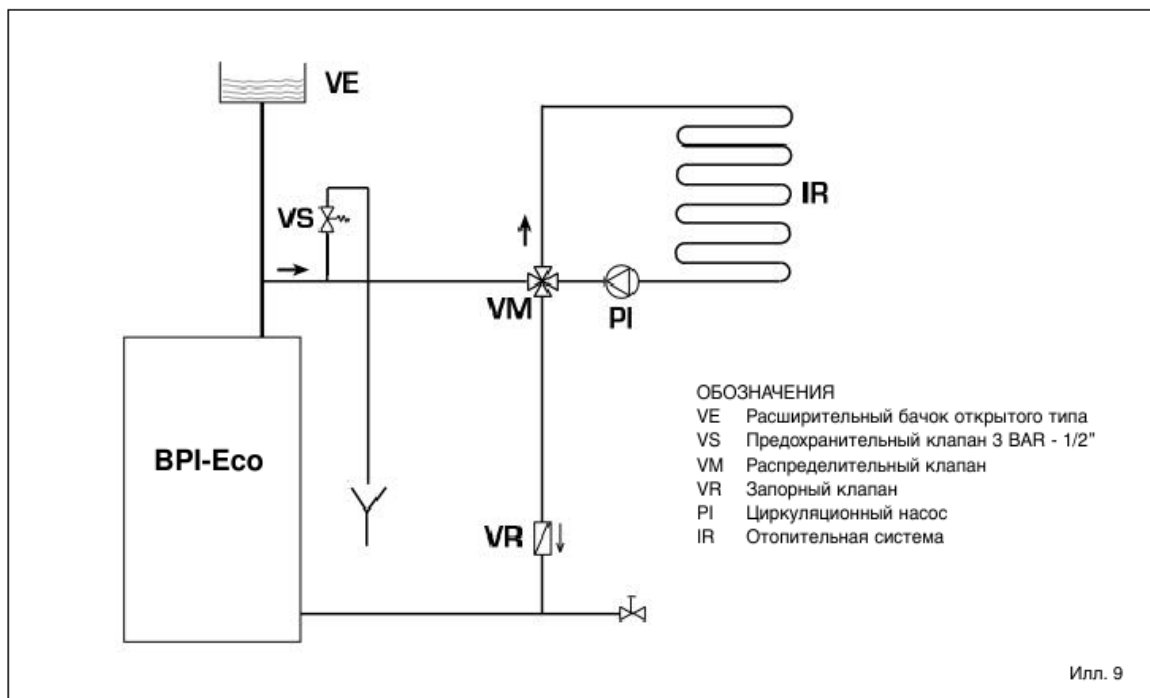 VE
VS
IR
VM
PI
BPI-Eco
VR
ОБОЗНАЧЕНИЯ
VE Расширительный бачок открытого типа
VS Предохранительный клапан 3 BAR - 1/2"
VM Распределительный клапан
VR Запорный клапан
PI Циркуляционный насос
IR Отопительная система
Илл. 9